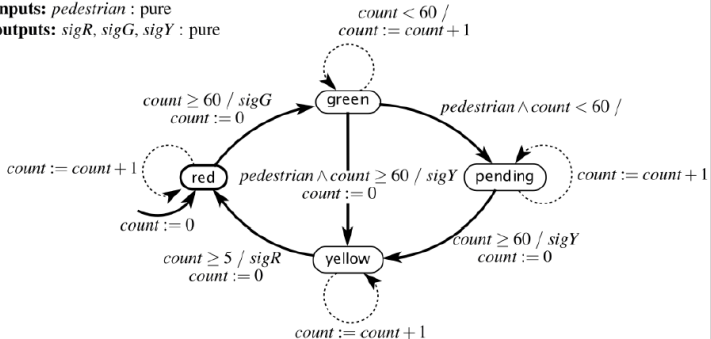 nputs: pedestrian : pure
outputs: sigR, sigG, sigY : pure
count < 60 /
count := count + 1
green
count ≥ 60 / sigG
count := 0
pedestrian ∧ count < 60 /
count := count + 1
red
pedestrian ∧ count ≥ 60 / sigY
count := 0
pending
count := count + 1
count := 0
count ≥ 5 / sigR
count := 0
yellow
count ≥ 60 / sigY
count := 0
count := count + 1